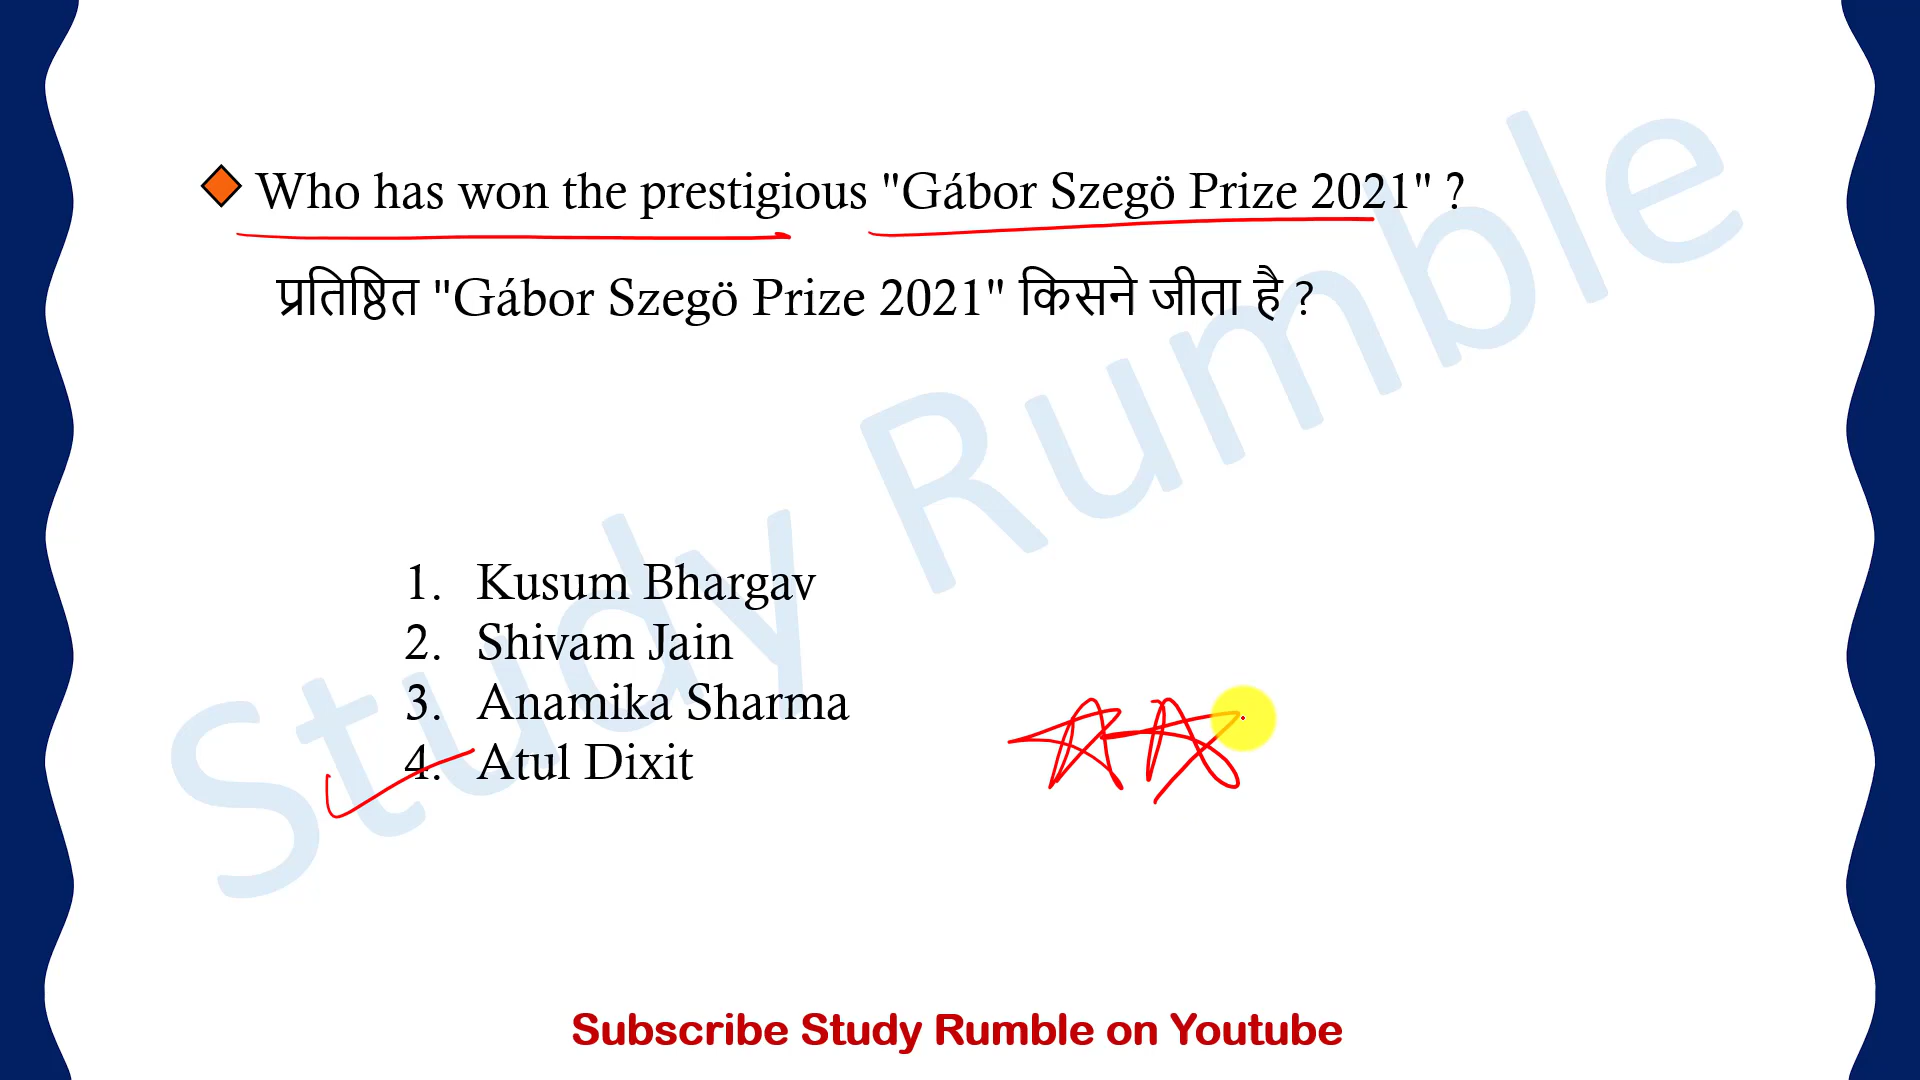 Who has won the prestigious "Gábor Szegö Prize 2021" ?
प्रतिष्ठित "Gábor Szegö Prize 2021" किसने जीता है ?
1. Kusum Bhargav
2. Shivam Jain
3. Anamika Sharma
4. Atul Dixit
Study Rumble
Subscribe Study Rumble on Youtube